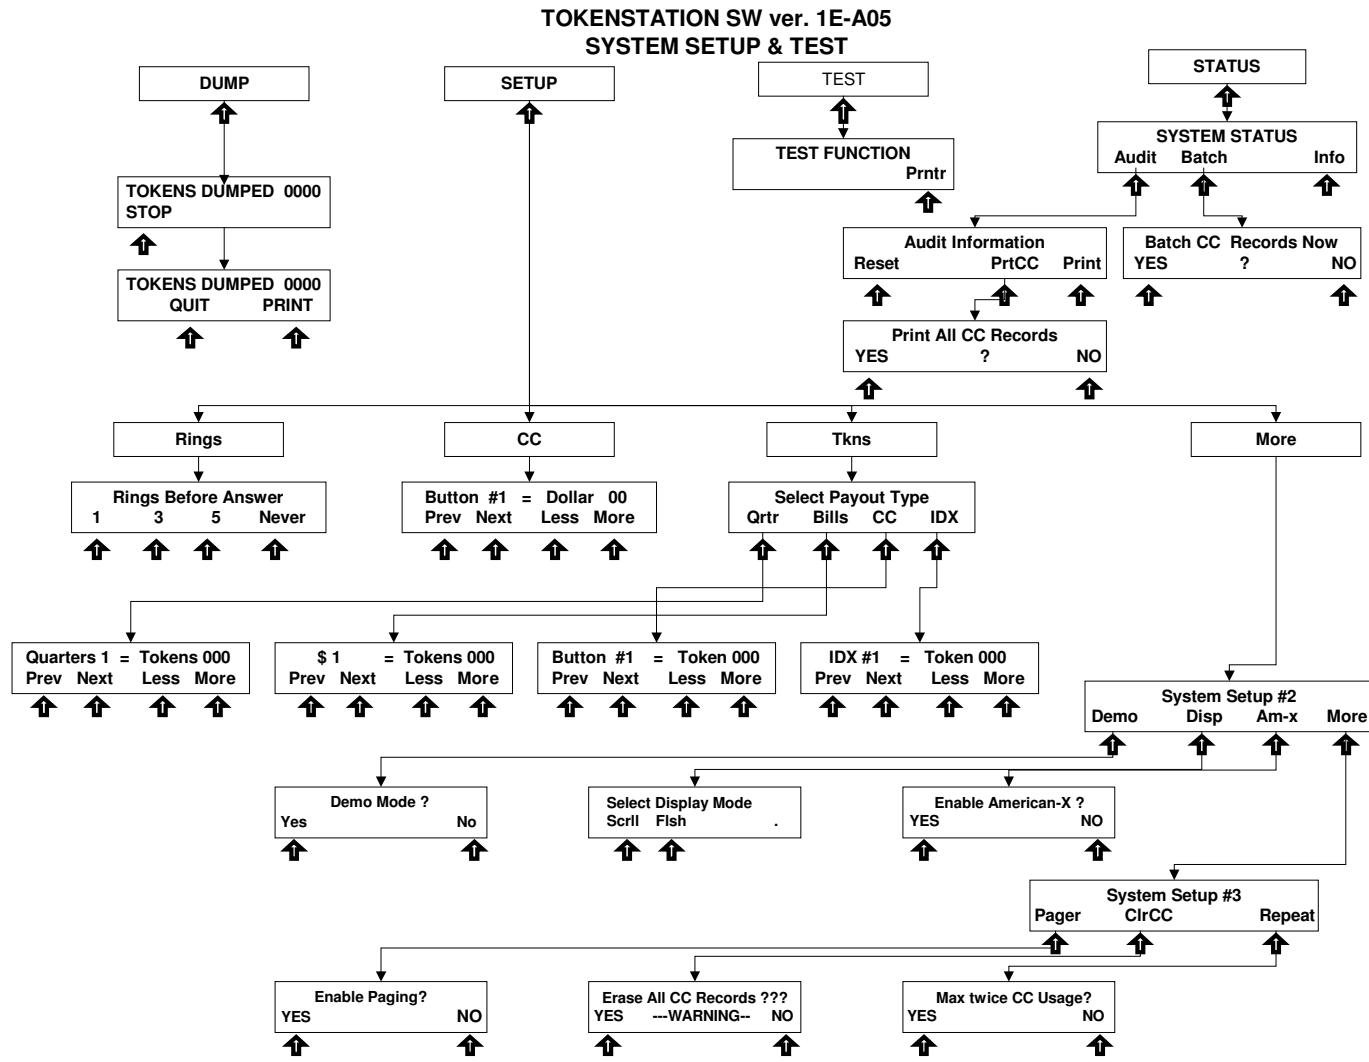 TOKENSTATION SW ver. 1E-A05
SYSTEM SETUP & TEST
DUMP
SETUP
TEST
STATUS
TOKENS DUMPED 0000
STOP
TOKENS DUMPED 0000
QUIT PRINT
TEST FUNCTION
Prntr
SYSTEM STATUS
Audit Batch Info
Audit Information
Reset PrtCC Print
Batch CC Records Now
YES ? NO
Print All CC Records
YES ? NO
Rings
CC
Tkns
More
Rings Before Answer
1 3 5 Never
Button #1 = Dollar 00
Prev Next Less More
Select Payout Type
Qrtr Bills CC IDX
Quarters 1 = Tokens 000
Prev Next Less More
$ 1 = Tokens 000
Prev Next Less More
Button #1 = Token 000
Prev Next Less More
IDX #1 = Token 000
Prev Next Less More
System Setup #2
Demo Disp Am-x More
Demo Mode ?
Yes No
Select Display Mode
Scrll Flsh .
Enable American-X ?
YES NO
System Setup #3
Pager ClrCC Repeat
Enable Paging?
YES NO
Erase All CC Records ???
YES ---WARNING-- NO
Max twice CC Usage?
YES NO